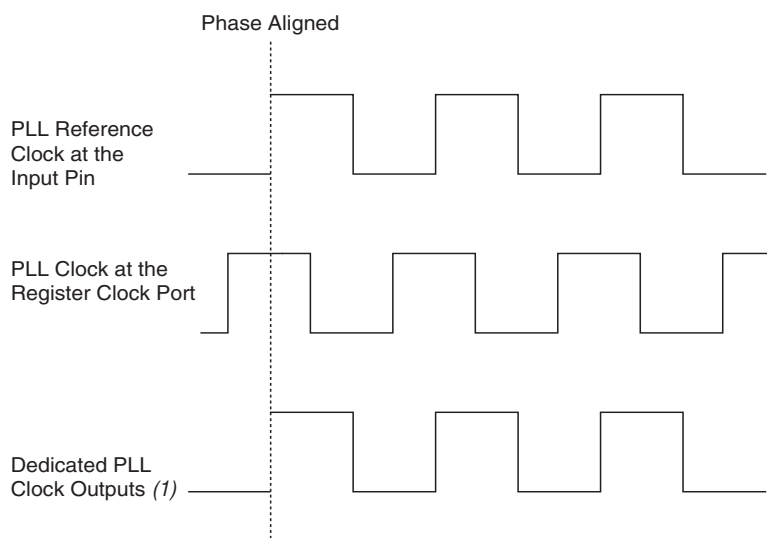 Phase Aligned
PLL Reference
Clock at the
Input Pin
PLL Clock at the
Register Clock Port
Dedicated PLL
Clock Outputs (1)